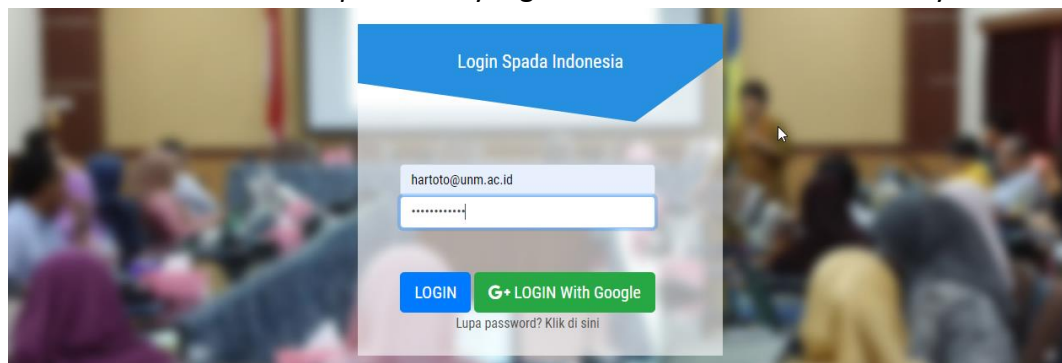 Login Spada Indonesia
hartoto@unm.ac.id
LOGIN
G+ LOGIN With Google
Lupa password? Klik di sini